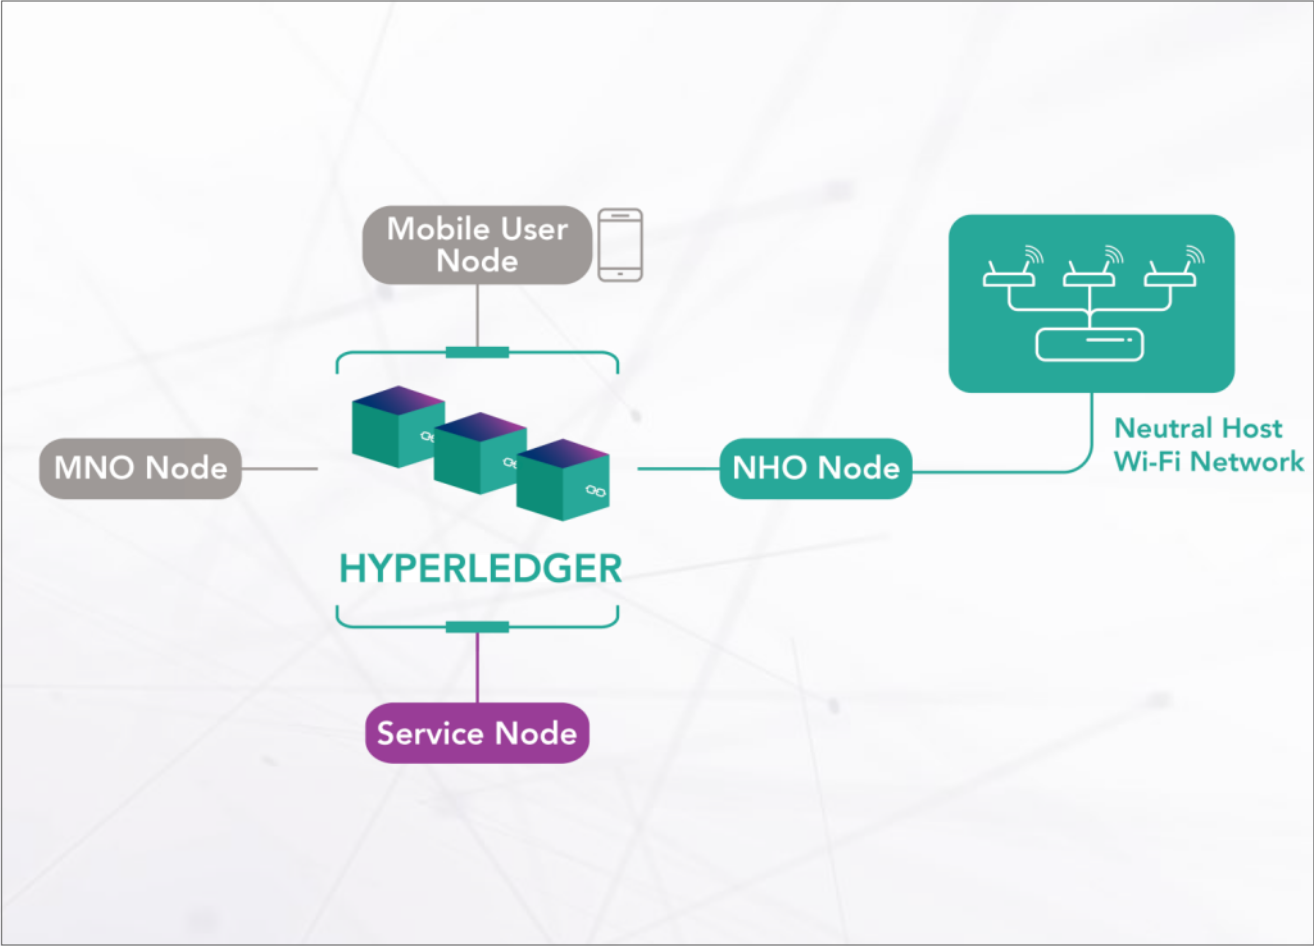 Mobile User
Node
MNO Node
NHO Node
Neutral Host
Wi-Fi Network
HYPERLEDGER
Service Node